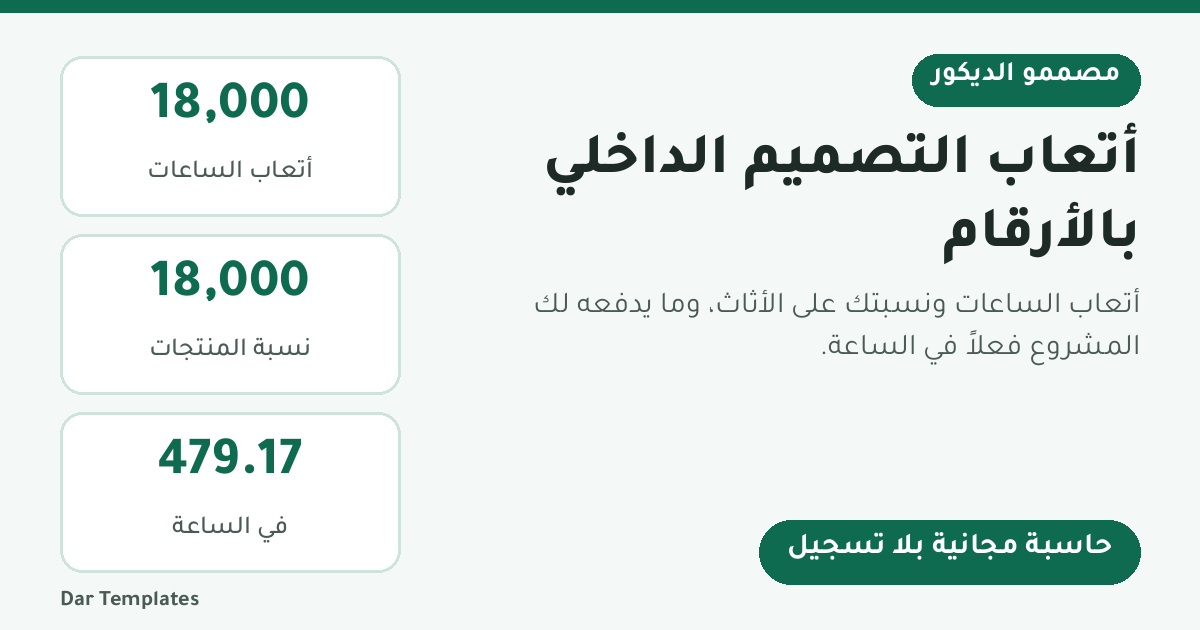 مصممو الديكور
أتعاب التصميم الداخلي
بالأرقام
أتعاب الساعات ونسبتك على الأثاث، وما يدفعه لك
المشروع فعلاً في الساعة.
حاسبة مجانية بلا تسجيل
18,000
أتعاب الساعات
18,000
نسبة المنتجات
479.17
في الساعة
Dar Templates